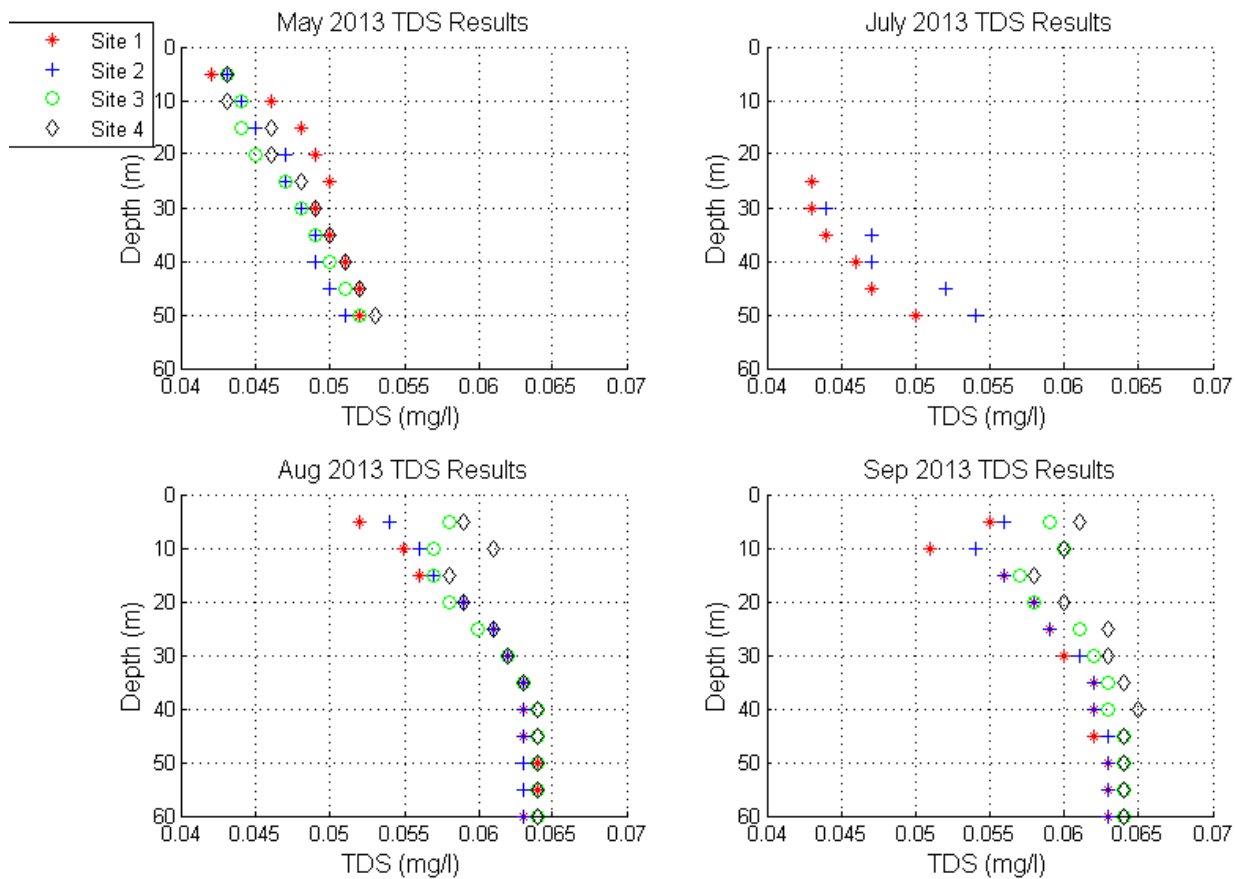 May 2013 TDS Results
Site 1
Site 2
Site 3
Site 4
0
10
20
30
40
50
60
Depth (m)
0.04 0.045 0.05 0.055 0.06 0.065 0.07
TDS (mg/l)
July 2013 TDS Results
0
10
20
30
40
50
60
Depth (m)
0.04 0.045 0.05 0.055 0.06 0.065 0.07
TDS (mg/l)
Aug 2013 TDS Results
0
10
20
30
40
50
60
Depth (m)
0.04 0.045 0.05 0.055 0.06 0.065 0.07
TDS (mg/l)
Sep 2013 TDS Results
0
10
20
30
40
50
60
Depth (m)
0.04 0.045 0.05 0.055 0.06 0.065 0.07
TDS (mg/l)